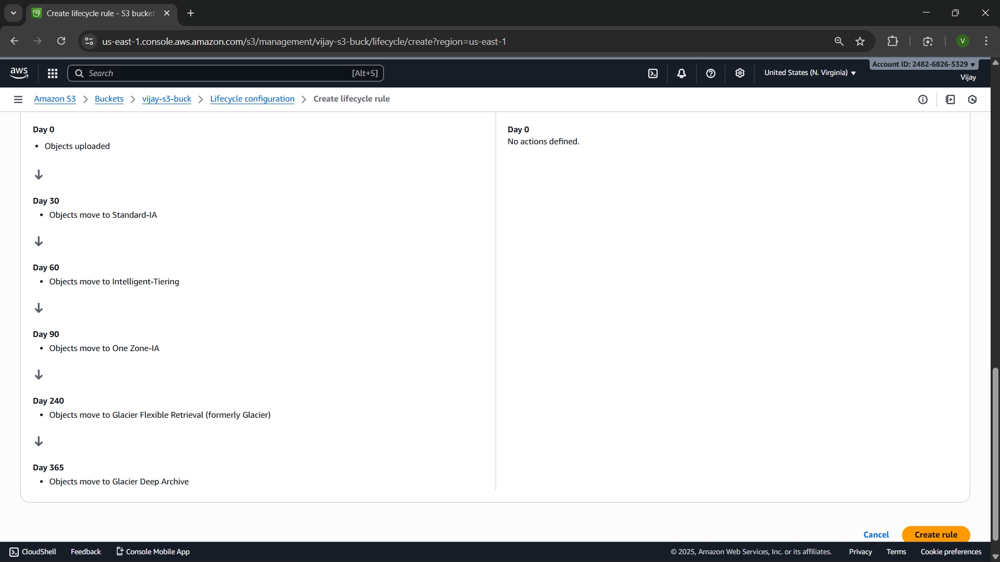 Create lifecycle rule - S3 bucket
us-east-1.console.aws.amazon.com/s3/management/vijay-s3-buck/lifecycle/create?region=us-east-1
V
aws
Search
[Alt+S]
United States (N. Virginia)
Account ID: 2482-6826-5329
Vijay
Amazon S3
Buckets
vijay-s3-buck
Lifecycle configuration
Create lifecycle rule
Day 0
Objects uploaded
Day 30
Objects move to Standard-IA
Day 60
Objects move to Intelligent-Tiering
Day 90
Objects move to One Zone-IA
Day 240
Objects move to Glacier Flexible Retrieval (formerly Glacier)
Day 365
Objects move to Glacier Deep Archive
Day 0
No actions defined.
Cancel
Create rule
CloudShell
Feedback
Console Mobile App
© 2025, Amazon Web Services, Inc. or its affiliates.
Privacy
Terms
Cookie preferences